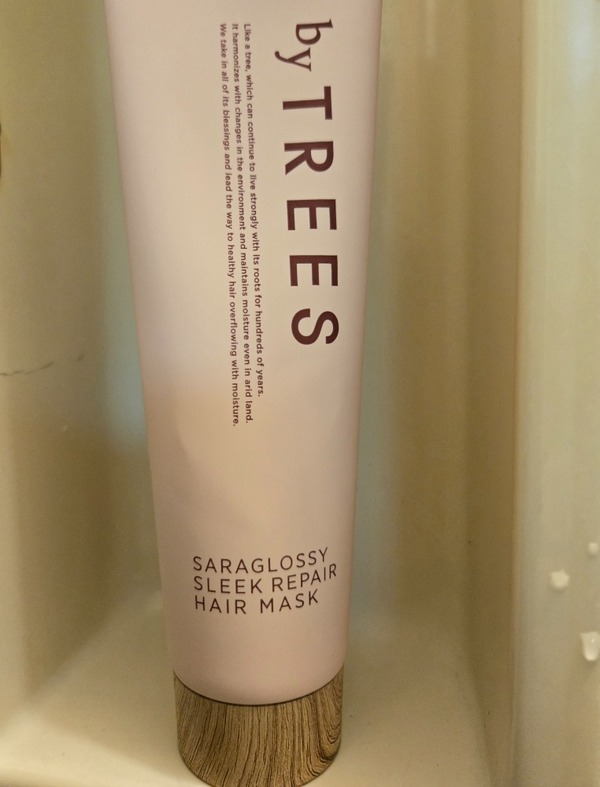 by TREES
Like a tree, which can continue to live strongly with its roots for hundreds of years.
It harmonizes with changes in the environment and maintains moisture even in arid land.
We take in all of its blessings and lead the way to healthy hair overflowing with moisture.
SARAGLOSSY
SLEEK REPAIR
HAIR MASK